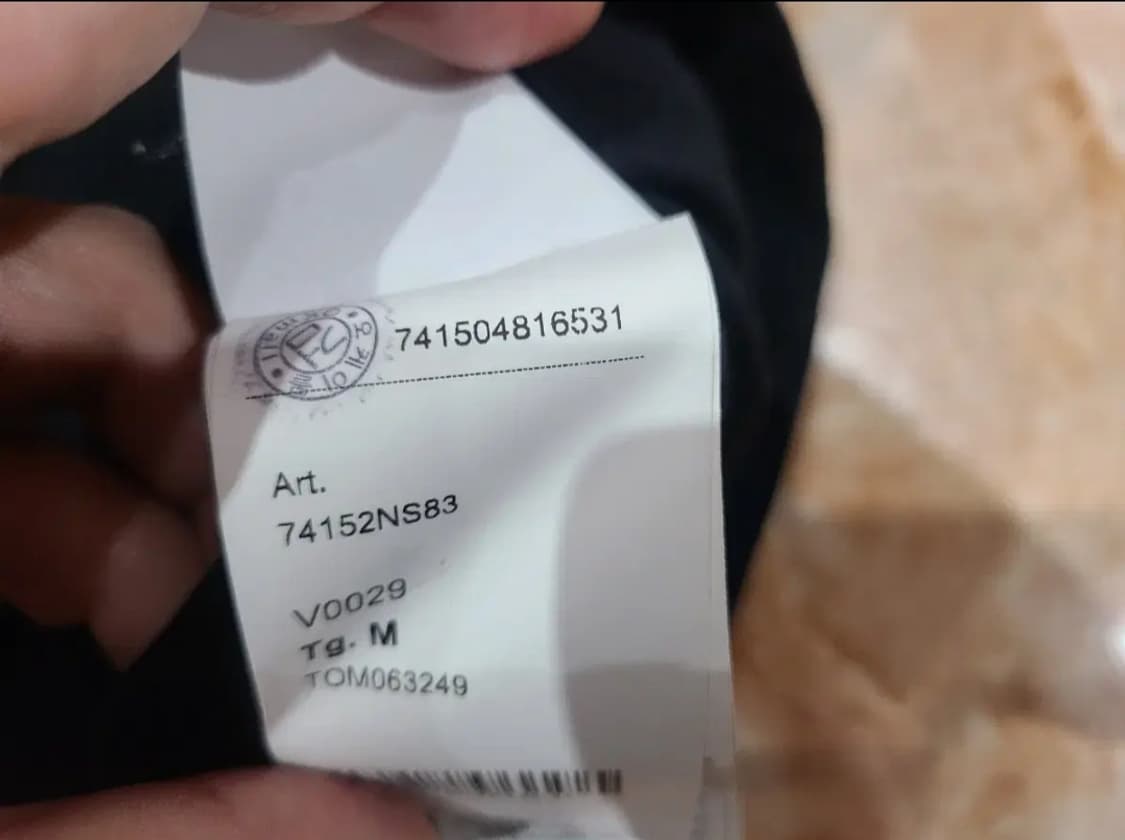 741504816531
Art.
74152NS83
V0029
Tg. M
TOM063249